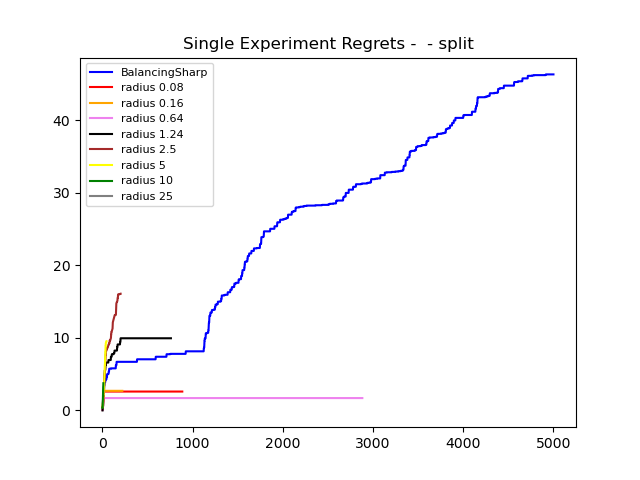 Single Experiment Regrets -  - split
BalancingSharp
radius 0.08
radius 0.16
radius 0.64
radius 1.24
radius 2.5
radius 5
radius 10
radius 25
40
30
20
10
0
0 1000 2000 3000 4000 5000